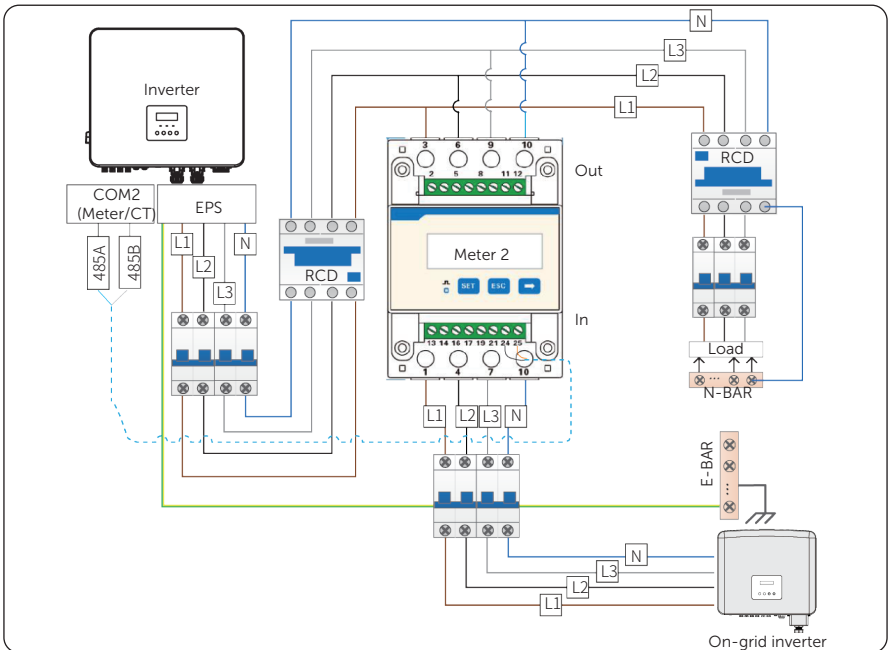 N
L3
L2
L1
Inverter
3 6 9 10
Out
RCD
2 5 8 11 12
COM2
(Meter/CT)
EPS
485A
485B
L1
L2
L3
N
RCD
Meter 2
SET
ESC
In
13 14 16 17 19 21 24 25
1 4 7 10
Load
N-BAR
L1
L2
L3
N
E-BAR
N
L3
L2
L1
On-grid inverter